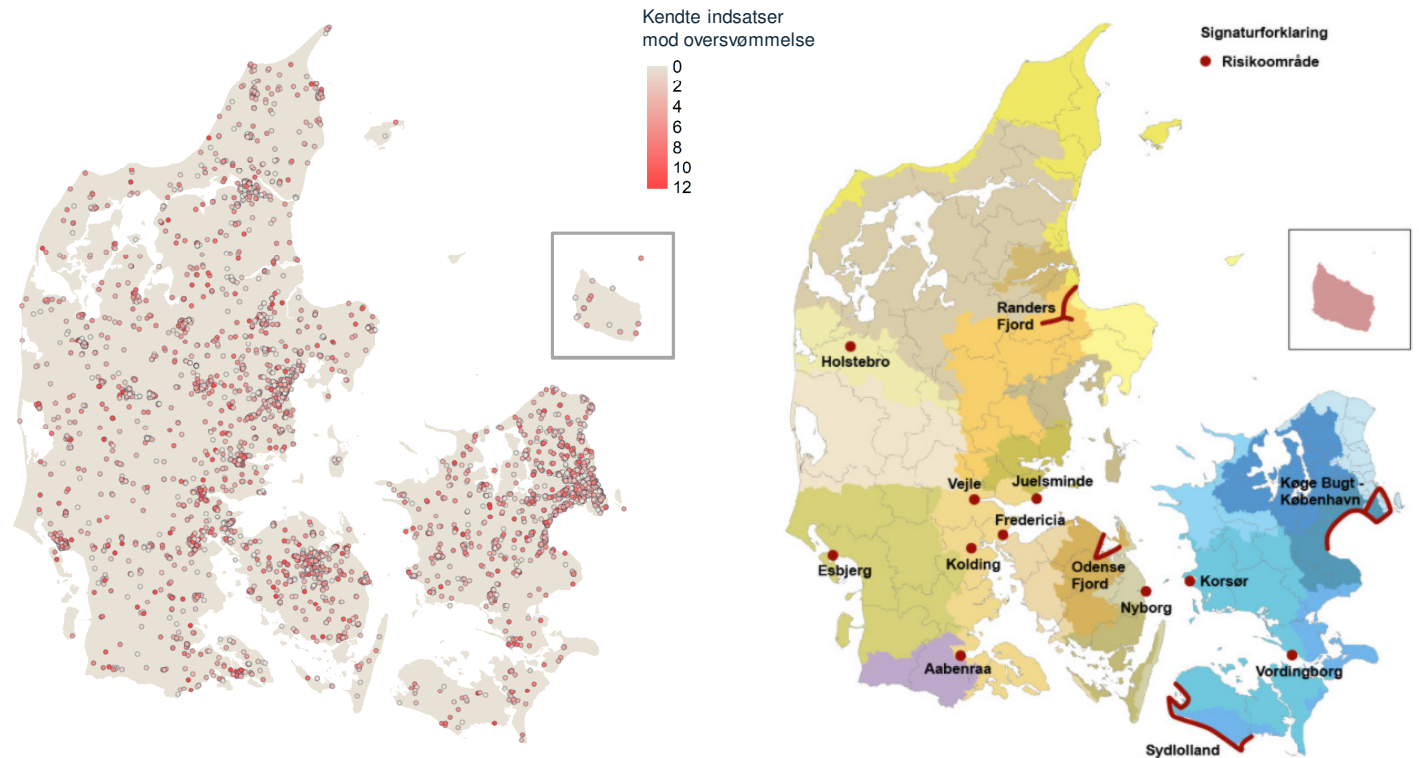 Kendte indsatser
mod oversvømmelse
0
2
4
6
8
10
12
Signaturforklaring
Risikoområde
Randers
Fjord
Holstebro
Vejle
Juelsminde
Køge Bugt -
København
Fredericia
Esbjerg
Kolding
Odense
Fjord
Korsør
Nyborg
Aabenraa
Vordingborg
Sydlolland